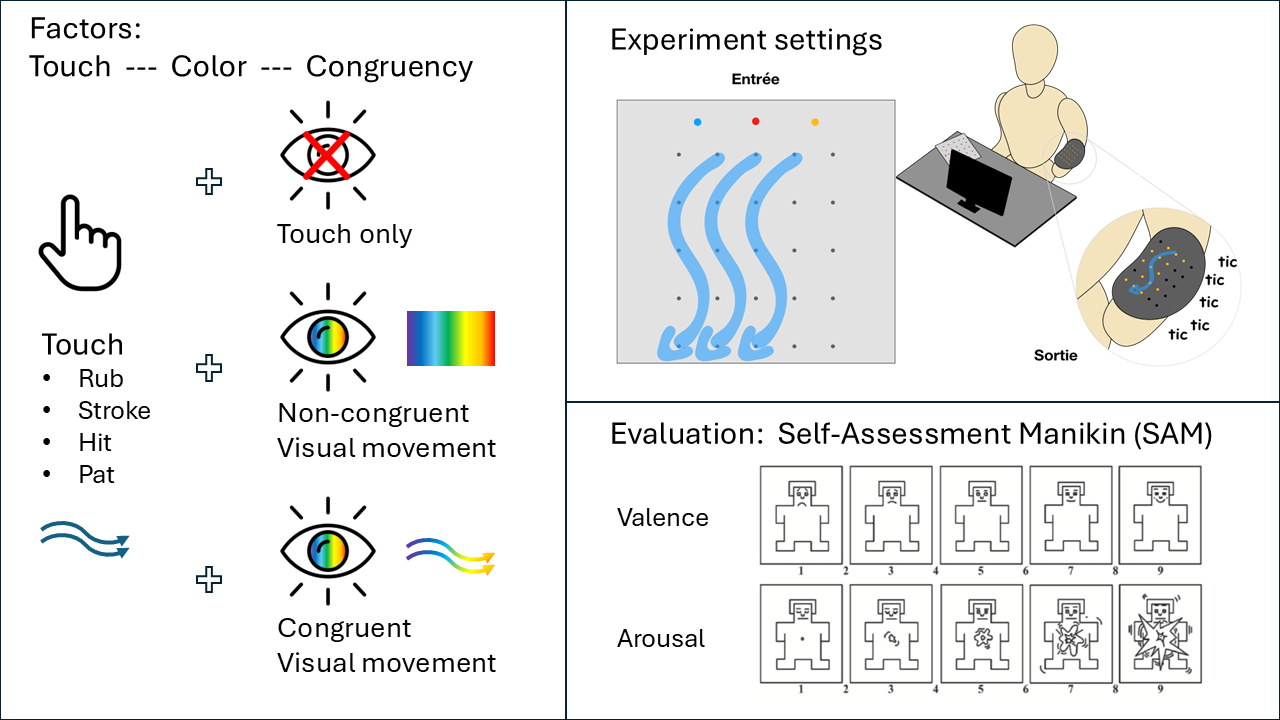 Factors:
Touch --- Color --- Congruency
Touch only
Touch
• Rub
• Stroke
• Hit
• Pat
Non-congruent
Visual movement
Congruent
Visual movement
Experiment settings
Entrée
tic
tic
tic
tic
tic
Sortie
Evaluation: Self-Assessment Manikin (SAM)
Valence
1 2 3 4 5 6 7 8 9
Arousal
1 2 3 4 5 6 7 8 9